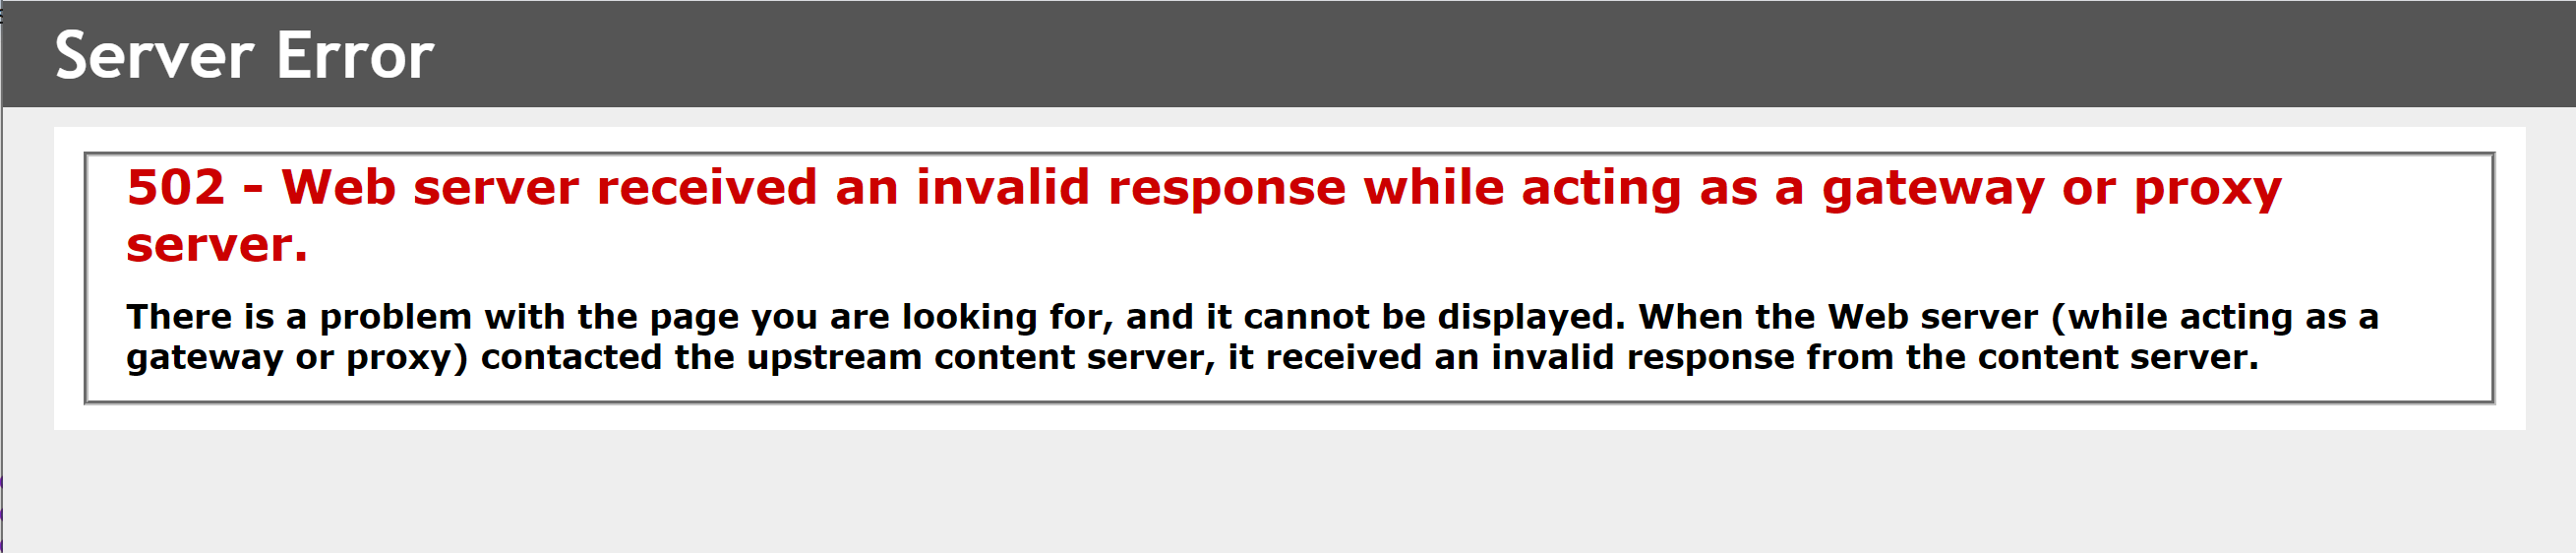 Server Error
502 - Web server received an invalid response while acting as a gateway or proxy
server.
There is a problem with the page you are looking for, and it cannot be displayed. When the Web server (while acting as a
gateway or proxy) contacted the upstream content server, it received an invalid response from the content server.